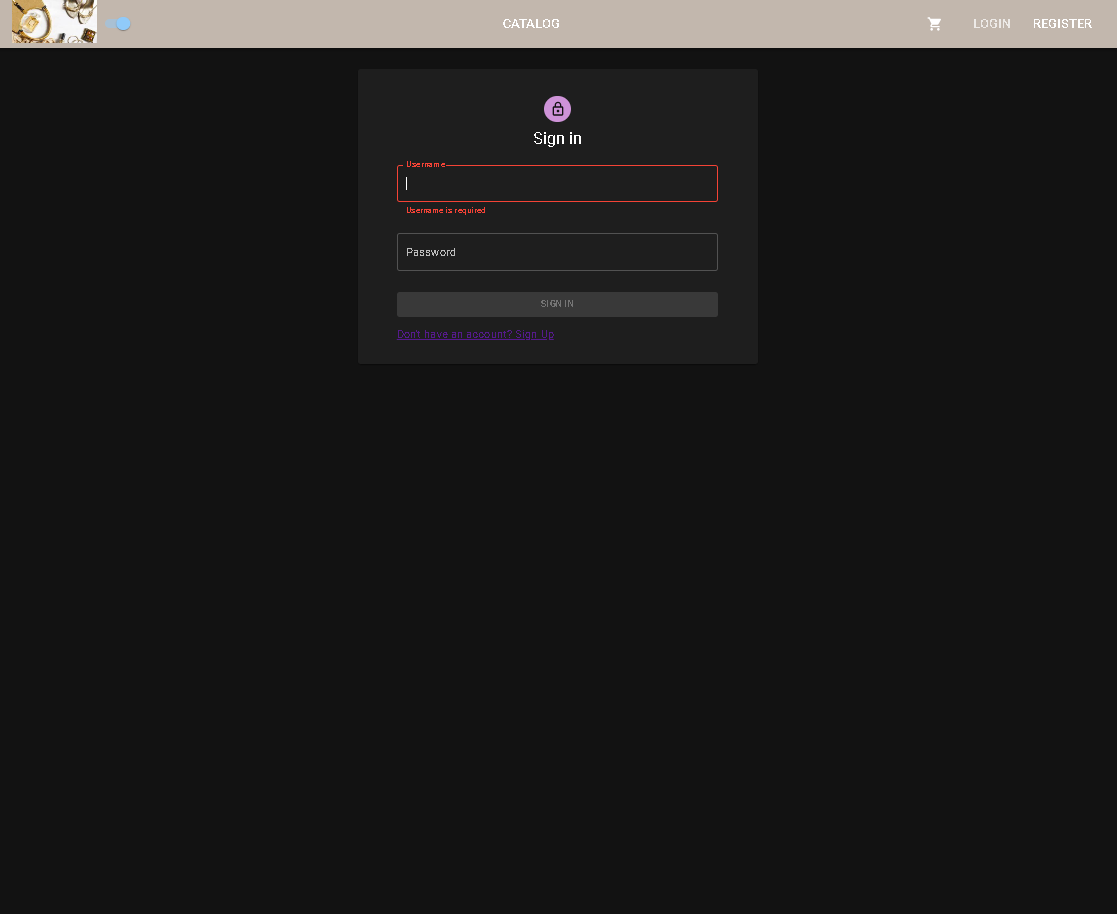 CATALOG
LOGIN
REGISTER
Sign in
Username
Username is required
Password
SIGN IN
Don't have an account? Sign Up